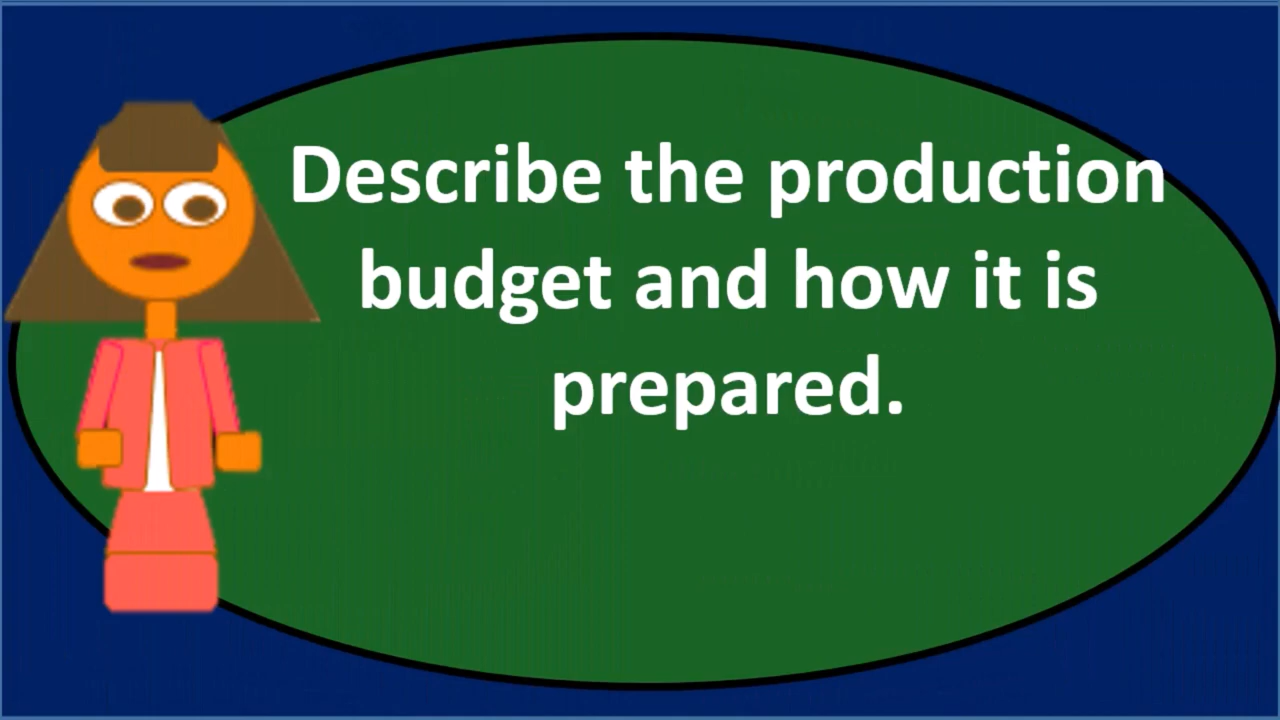 Describe the production
budget and how it is
prepared.